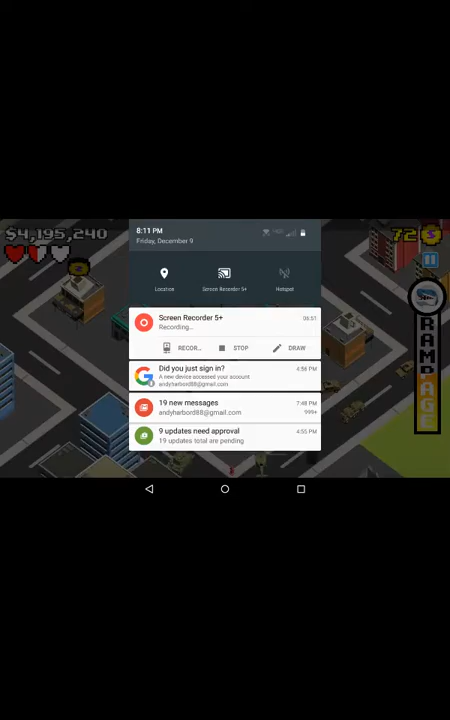 $4,195,240
72
8:11 PM
Friday, December 9
Location
Screen Recorder 5+
Hotspot
Screen Recorder 5+
06:51
Recording...
RECOR...
STOP
DRAW
Did you just sign in?
4:56 PM
A new device accessed your account
andyharbord88@gmail.com
19 new messages
7:49 PM
andyharbord88@gmail.com
999+
9 updates need approval
4:55 PM
19 updates total are pending
RAMPAGE